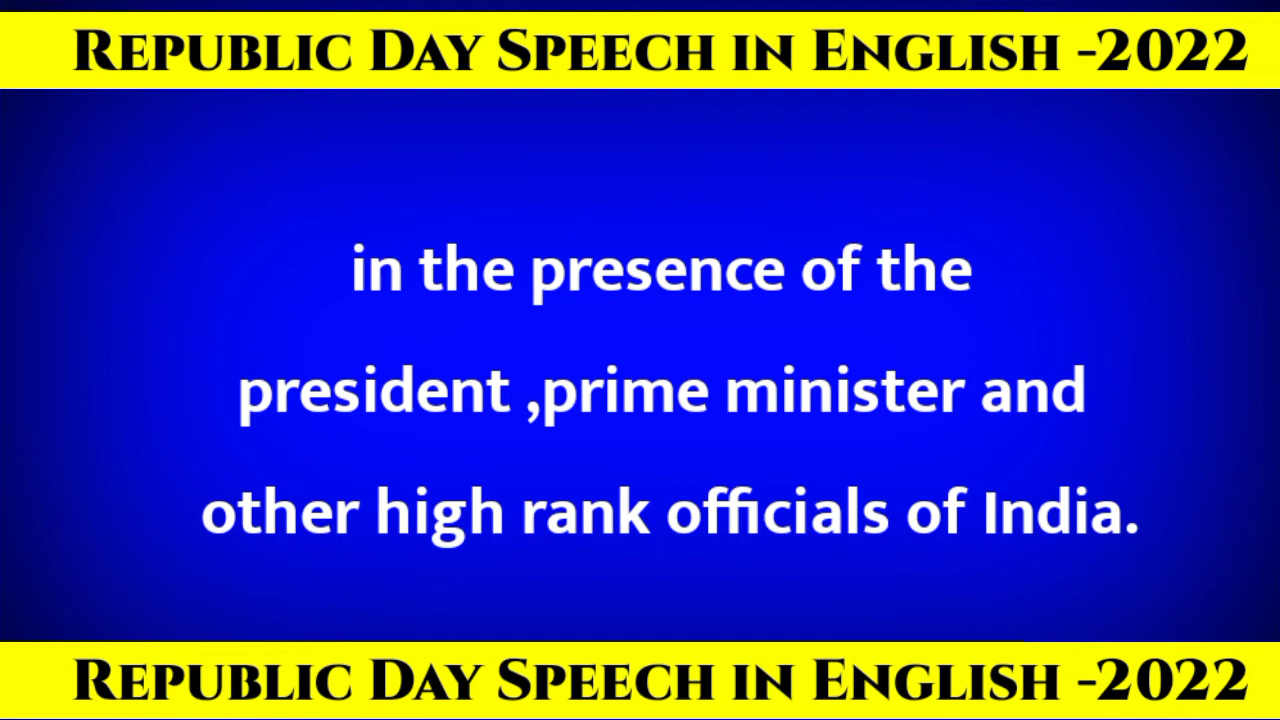 Republic Day Speech in English -2022
in the presence of the
president ,prime minister and
other high rank officials of India.
Republic Day Speech in English -2022